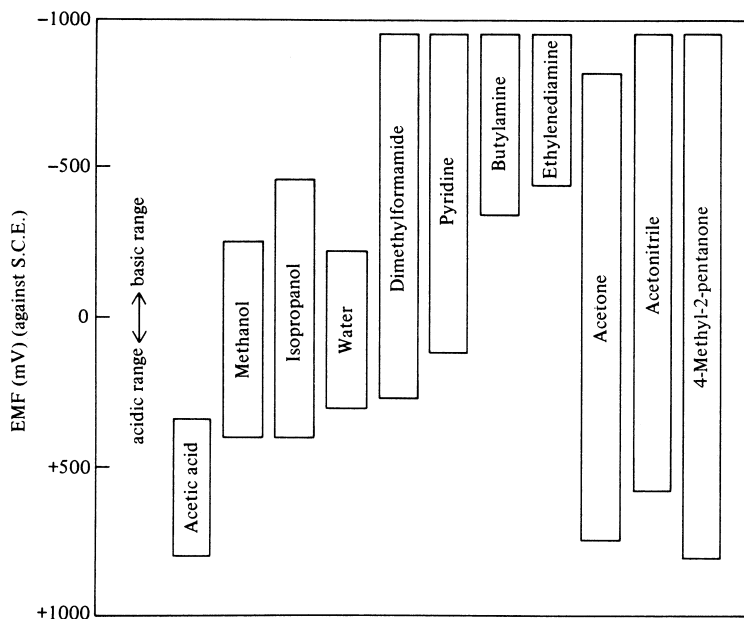 EMF (mV) (against S.C.E.)
-1000
-500
0
+500
+1000
acidic range
basic range
Acetic acid
Methanol
Isopropanol
Water
Dimethylformamide
Pyridine
Butylamine
Ethylenediamine
Acetone
Acetonitrile
4-Methyl-2-pentanone